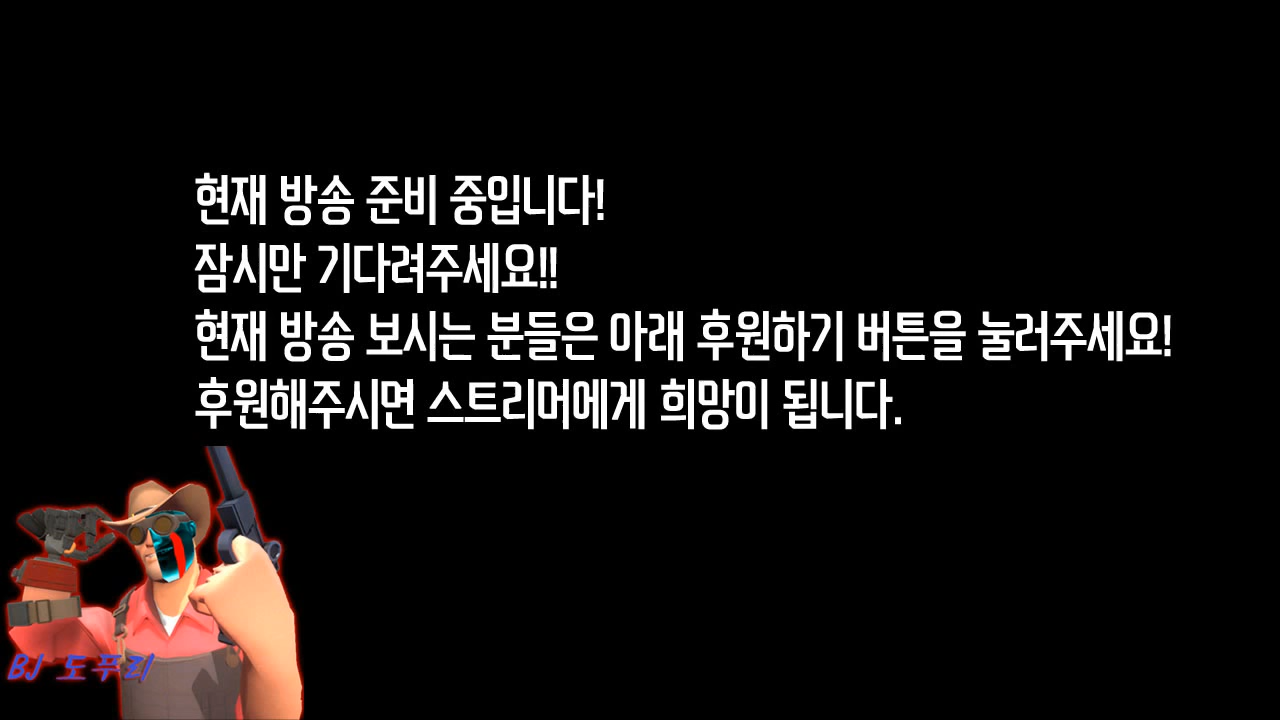 현재 방송 준비 중입니다!
잠시만 기다려주세요!!
현재 방송 보시는 분들은 아래 후원하기 버튼을 눌러주세요!
후원해주시면 스트리머에게 희망이 됩니다.
BJ 도푸리